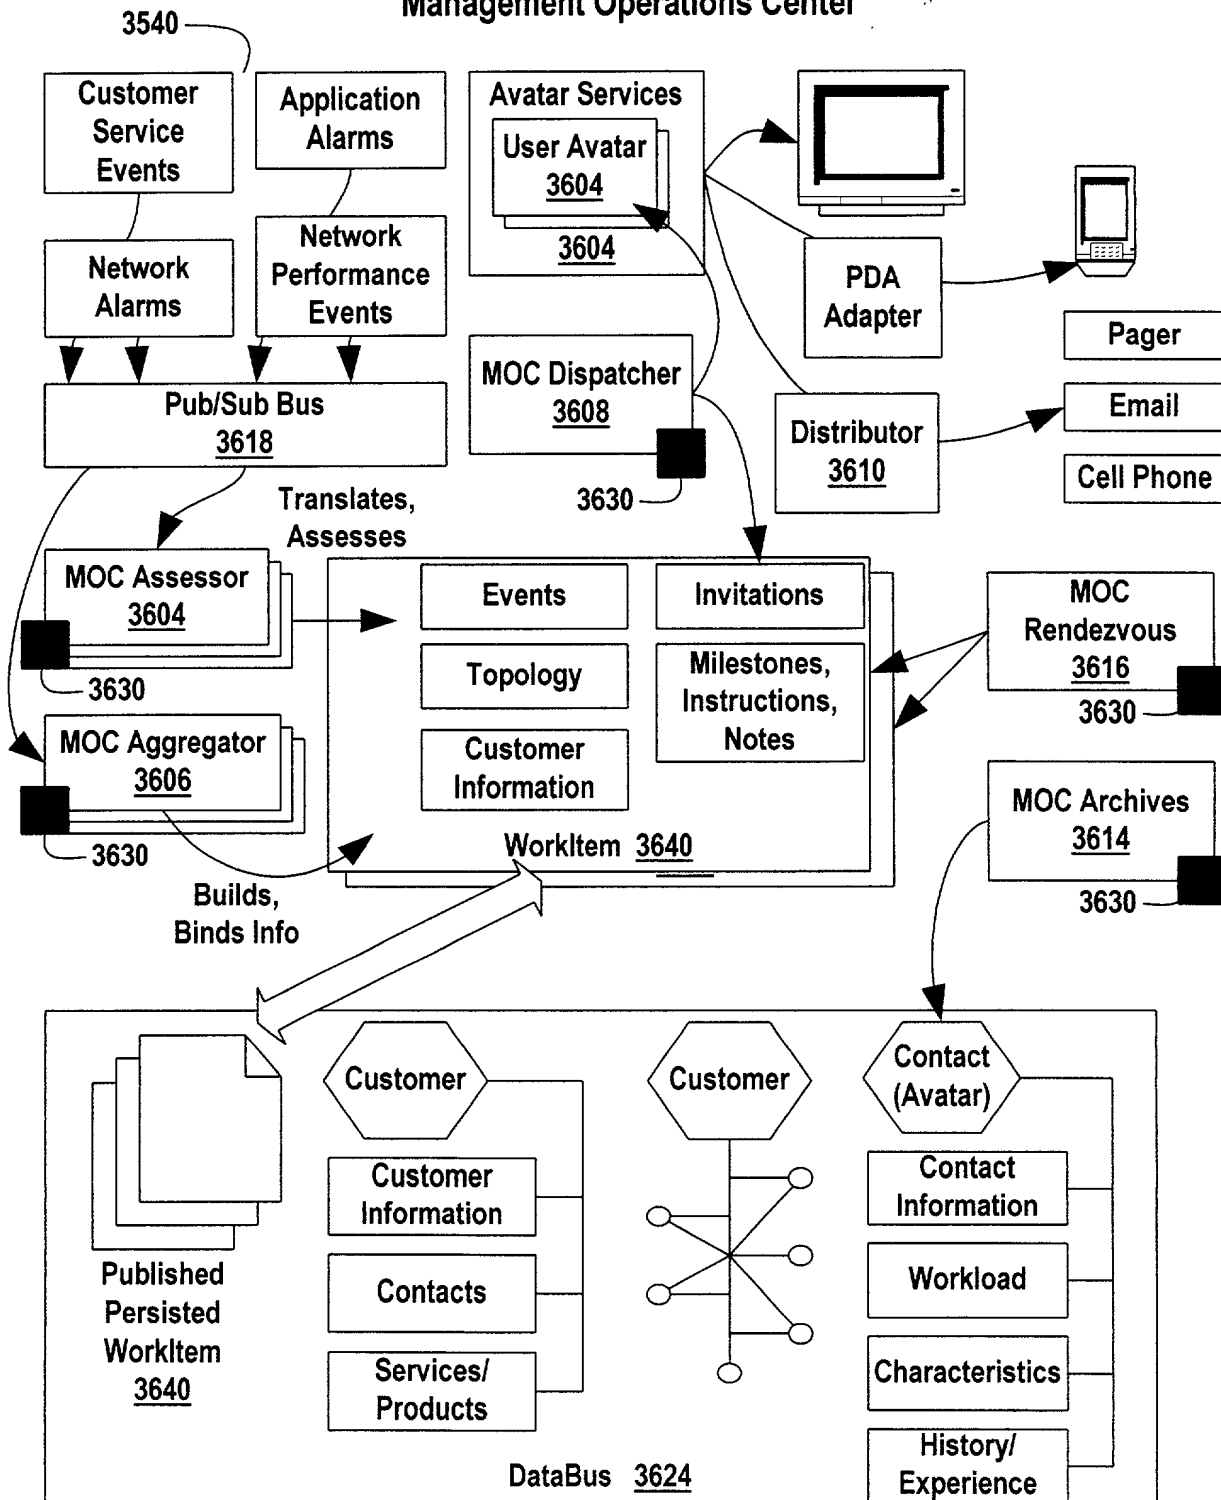 Management Operations Center
3540
Customer
Service
Events
Application
Alarms
Avatar Services
User Avatar
3604
3604
Network
Alarms
Network
Performance
Events
PDA
Adapter
Pager
Email
Cell Phone
MOC Dispatcher
3608
3630
Distributor
3610
Pub/Sub Bus
3618
Translates,
Assesses
MOC Assessor
3604
3630
MOC Aggregator
3606
3630
Builds,
Binds Info
Events
Topology
Customer
Information
Invitations
Milestones,
Instructions,
Notes
WorkItem 3640
MOC
Rendezvous
3616
3630
MOC Archives
3614
3630
Published
Persisted
WorkItem
3640
Customer
Customer
Information
Contacts
Services/
Products
Customer
Contact
(Avatar)
Contact
Information
Workload
Characteristics
History/
Experience
DataBus 3624